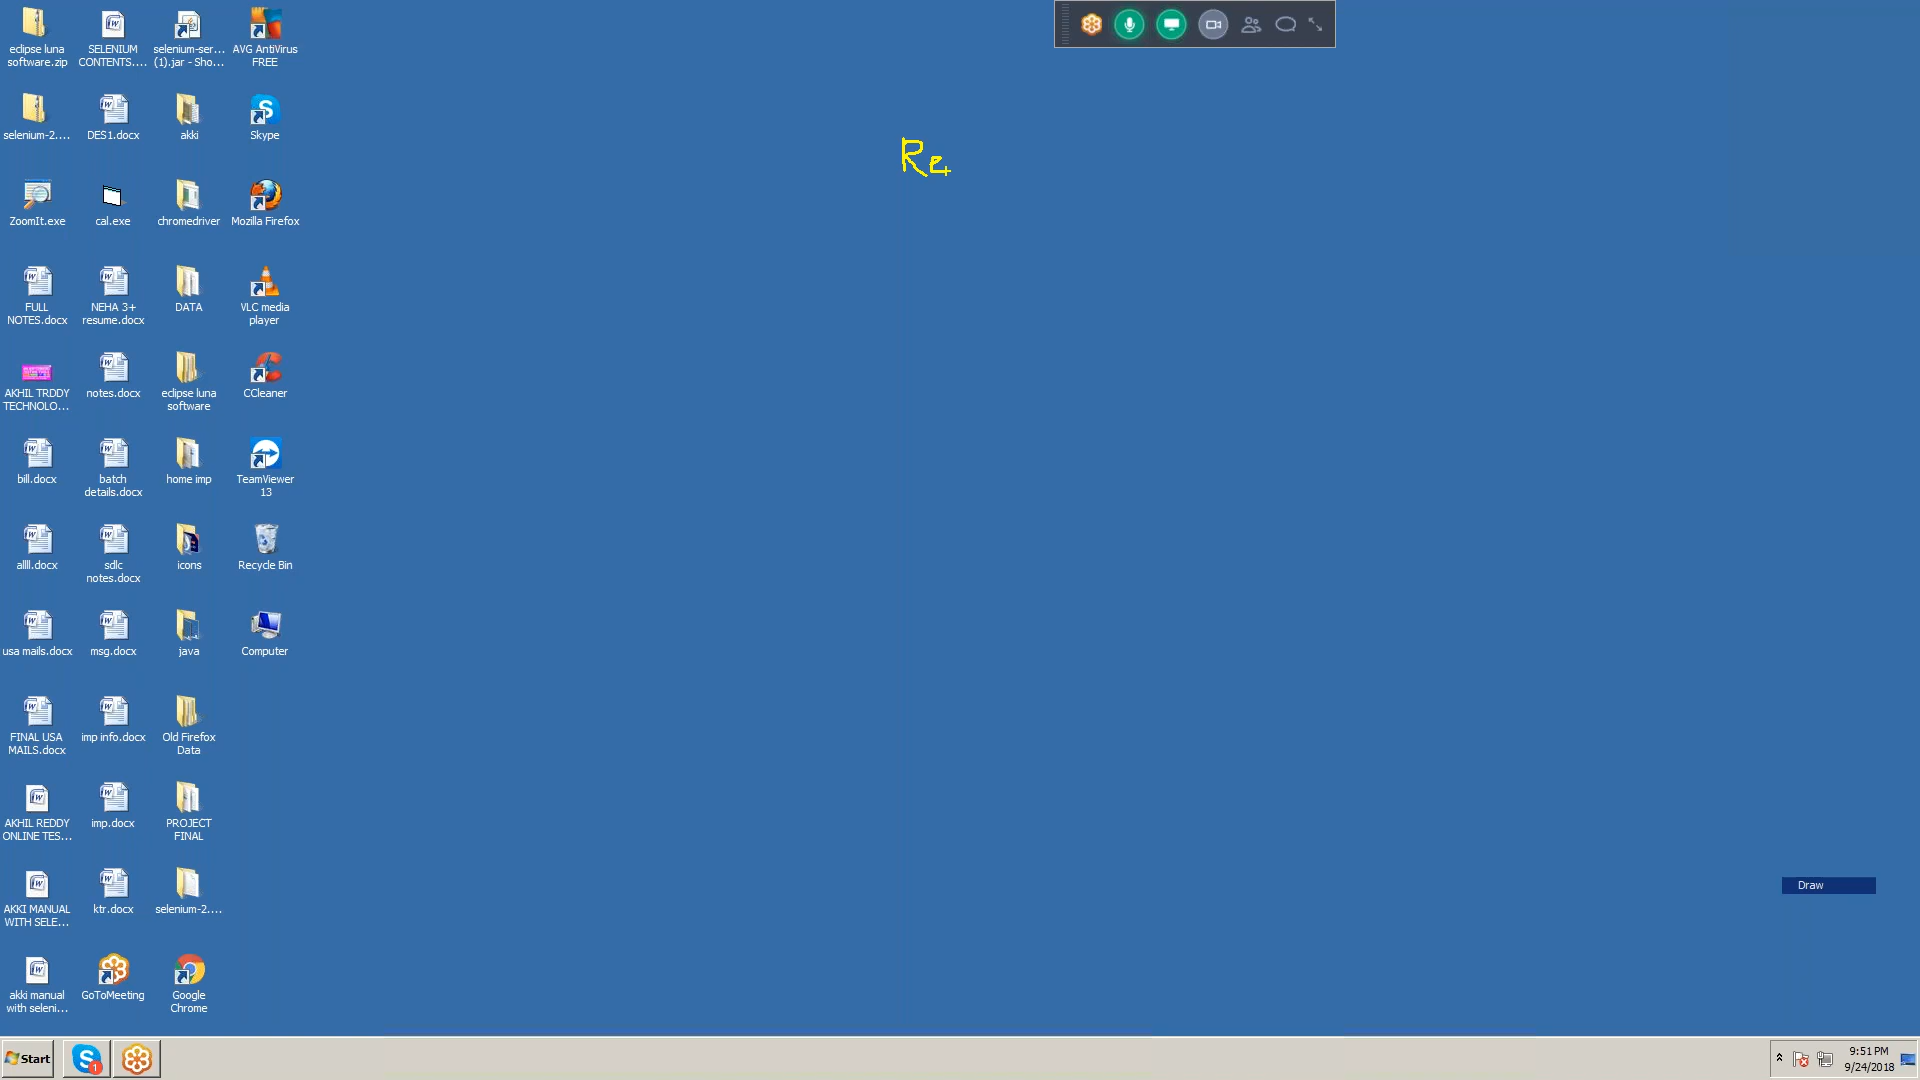 eclipse luna software.zip
SELENIUM CONTENTS....
selenium-ser... (1).jar - Sho...
AVG AntiVirus FREE
selenium-2....
DES1.docx
akki
Skype
Re
ZoomIt.exe
cal.exe
chromedriver
Mozilla Firefox
FULL NOTES.docx
NEHA 3+ resume.docx
DATA
VLC media player
AKHIL TRDDY TECHNOLO...
notes.docx
eclipse luna software
CCleaner
bill.docx
batch details.docx
home imp
TeamViewer 13
allll.docx
sdlc notes.docx
icons
Recycle Bin
usa mails.docx
msg.docx
java
Computer
FINAL USA MAILS.docx
imp info.docx
Old Firefox Data
AKHIL REDDY ONLINE TES...
imp.docx
PROJECT FINAL
AKKI MANUAL WITH SELE...
ktr.docx
selenium-2....
Draw
akki manual with seleni...
GoToMeeting
Google Chrome
Start
1
9:51 PM
9/24/2018